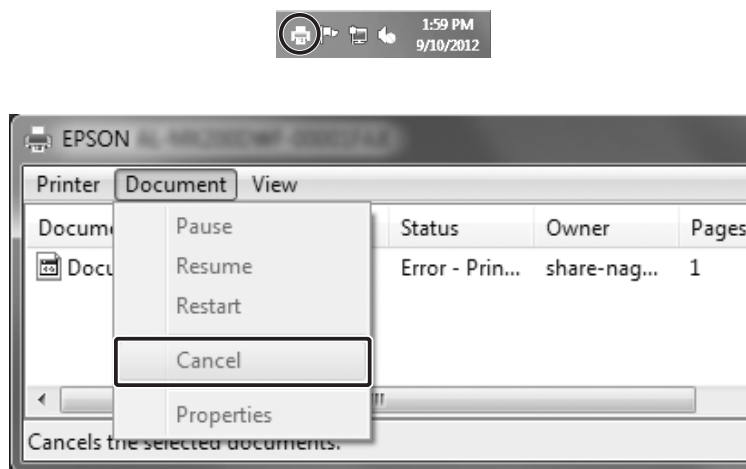 1:59 PM
9/10/2012
EPSON
Printer Document View
Docume Status Owner Pages
Docu Error - Prin... share-nag... 1
Pause
Resume
Restart
Cancel
Properties
Cancels the selected documents.